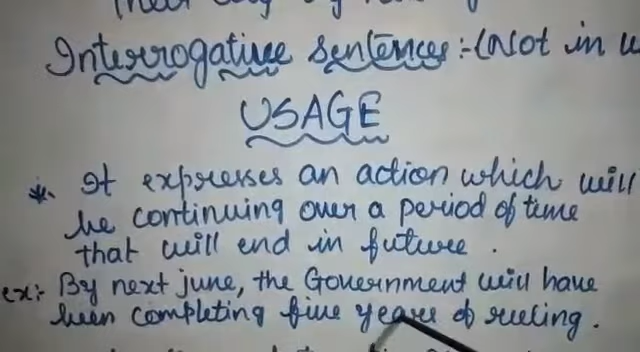 Interrogative sentences :- (Not in u
USAGE
* It expresses an action which will
be continuing over a period of time
that will end in future .
ex:- By next june, the Government will have
been completing five years of ruling .